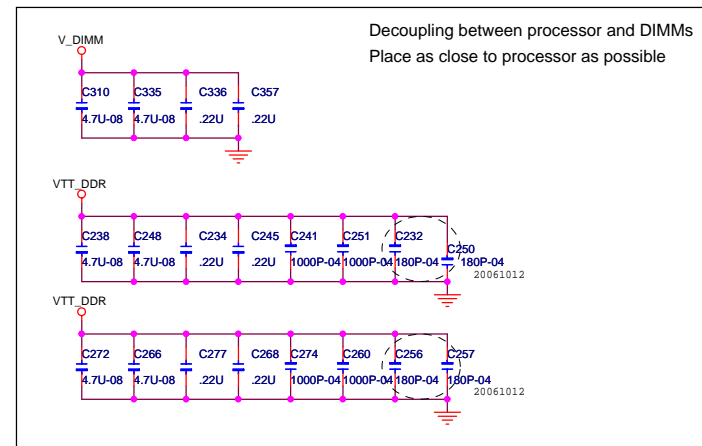 Decoupling between processor and DIMMs
Place as close to processor as possible
V_DIMM
C310 C335 C336 C357
4.7U-08 4.7U-08 .22U .22U
VTT_DDR
C238 C248 C234 C245 C241 C251 C232 C250
4.7U-08 4.7U-08 .22U .22U 1000P-04 1000P-04 180P-04 180P-04
20061012
VTT_DDR
C272 C266 C277 C268 C274 C260 C256 C257
4.7U-08 4.7U-08 .22U .22U 1000P-04 1000P-04 180P-04 180P-04
20061012